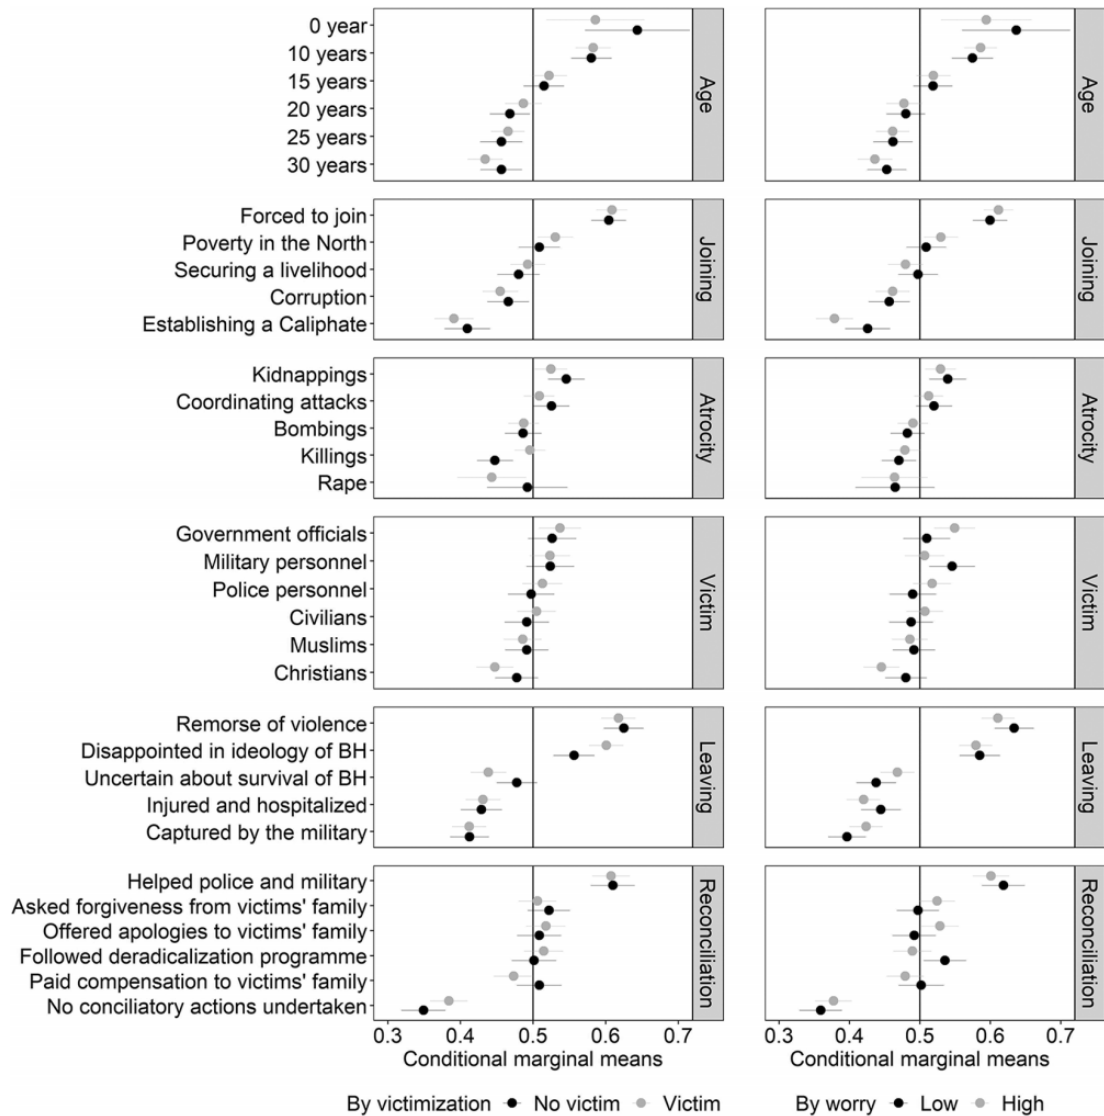 0 year
10 years
15 years
20 years
25 years
30 years
Age
Age
Forced to join
Poverty in the North
Securing a livelihood
Corruption
Establishing a Caliphate
Joining
Joining
Kidnappings
Coordinating attacks
Bombings
Killings
Rape
Atrocity
Atrocity
Government officials
Military personnel
Police personnel
Civilians
Muslims
Christians
Victim
Victim
Remorse of violence
Disappointed in ideology of BH
Uncertain about survival of BH
Injured and hospitalized
Captured by the military
Leaving
Leaving
Helped police and military
Asked forgiveness from victims' family
Offered apologies to victims' family
Followed deradicalization programme
Paid compensation to victims' family
No conciliatory actions undertaken
Reconciliation
Reconciliation
0.3 0.4 0.5 0.6 0.7
0.3 0.4 0.5 0.6 0.7
Conditional marginal means
Conditional marginal means
By victimization No victim Victim
By worry Low High